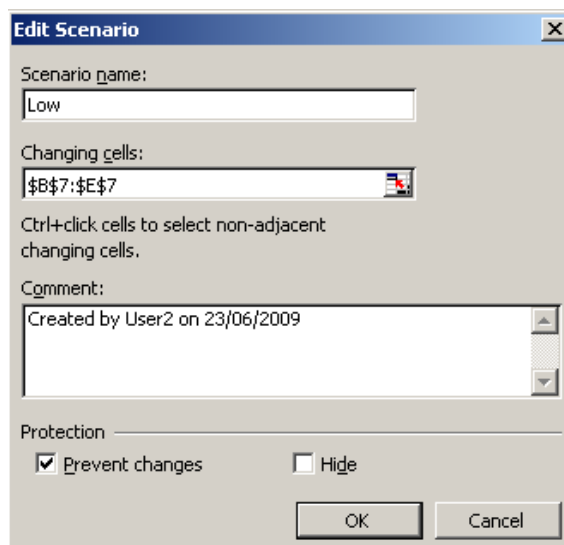 Edit Scenario
Scenario name:
Low
Changing cells:
$B$7:$E$7
Ctrl+click cells to select non-adjacent
changing cells.
Comment:
Created by User2 on 23/06/2009
Protection
Prevent changes
Hide
OK
Cancel